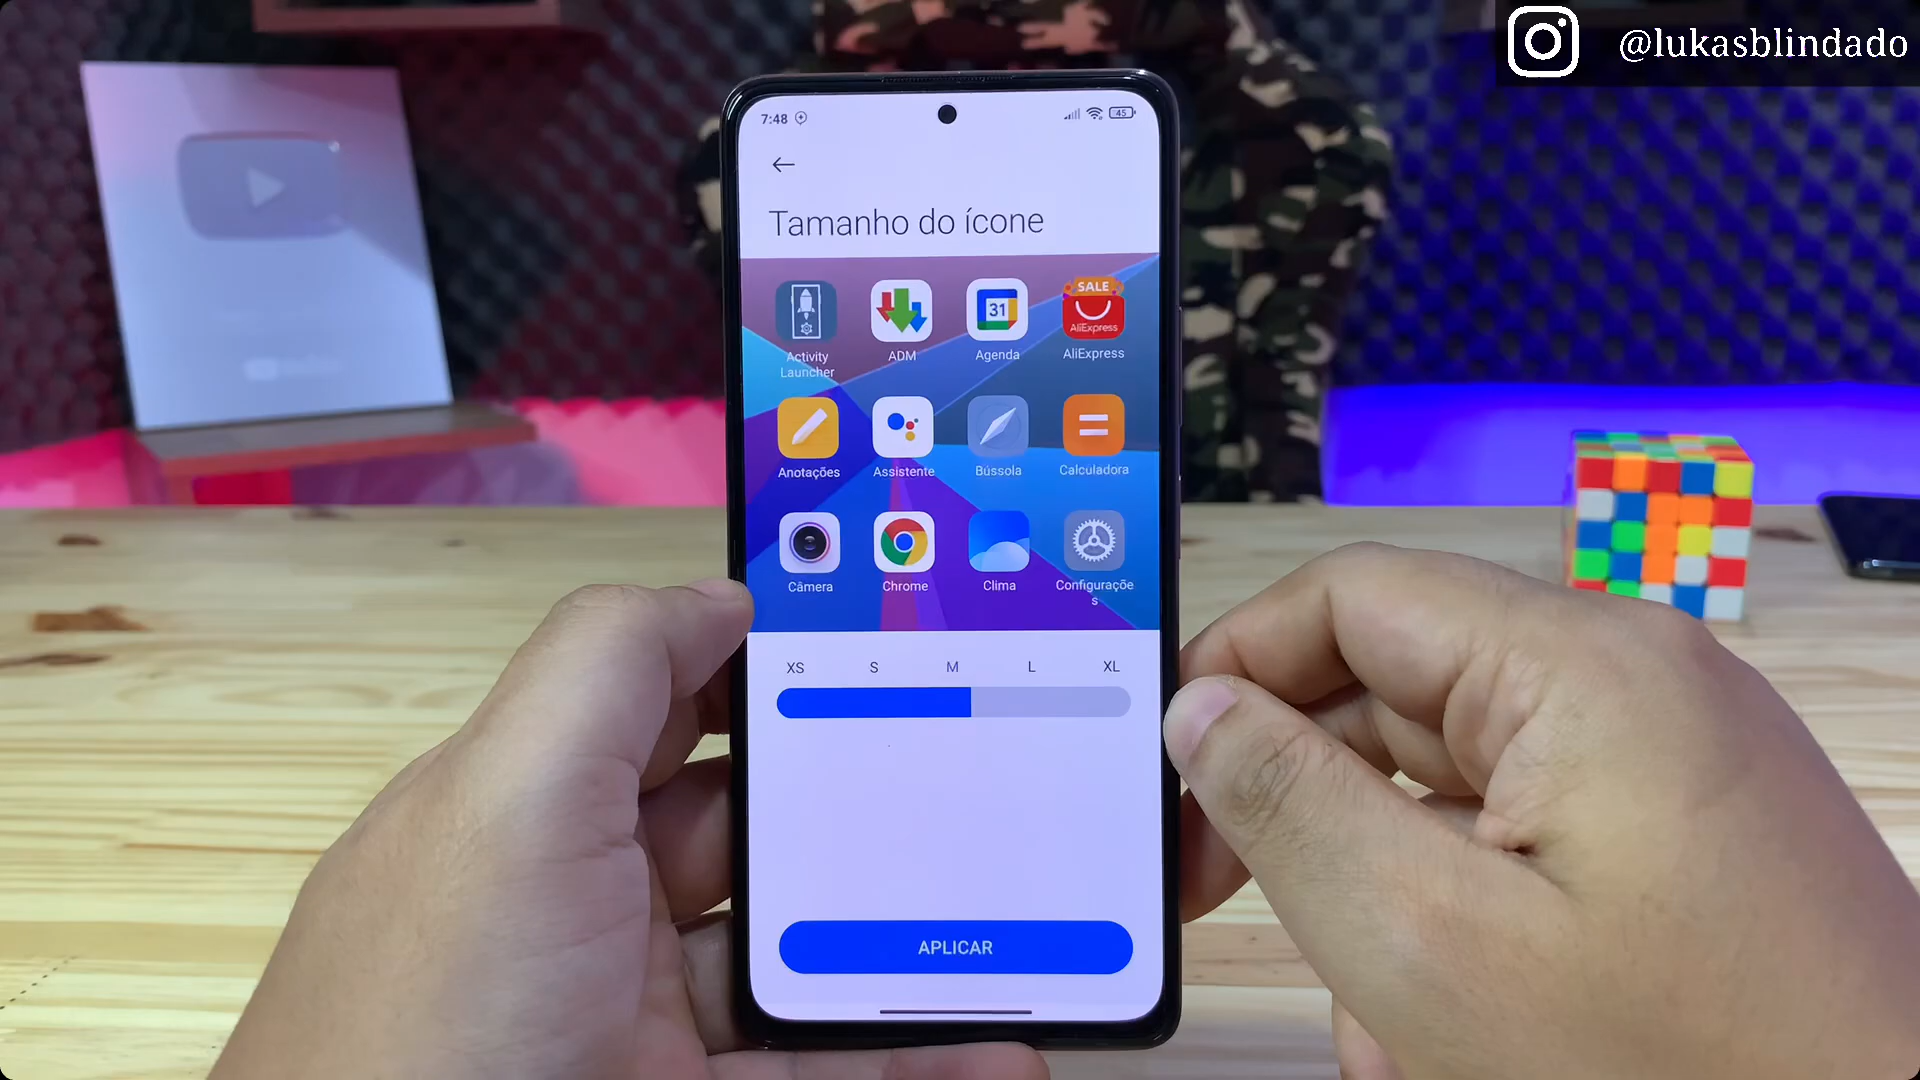 @lukasblindado
7:48
45
Tamanho do ícone
SALE
31
AliExpress
Activity
Launcher
ADM
Agenda
AliExpress
Anotações
Assistente
Bússola
Calculadora
Câmera
Chrome
Clima
Configuraçõe
s
XS S M L XL
APLICAR